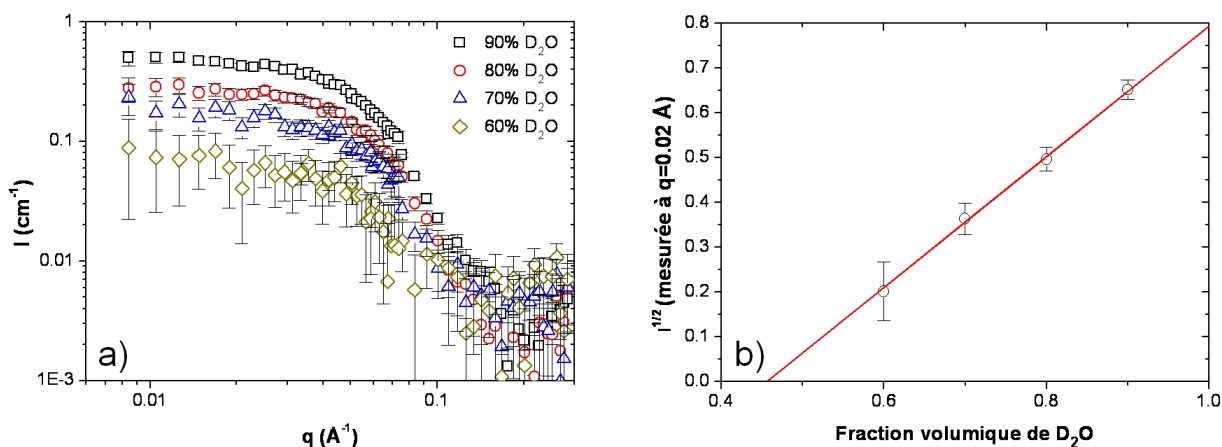 1
0.1
0.01
1E-3
I (cm⁻¹)
90% D₂O
80% D₂O
70% D₂O
60% D₂O
a)
0.01
0.1
q (A⁻¹)
0.8
0.7
0.6
0.5
0.4
0.3
0.2
0.1
0.0
I¹/² (mesurée à q=0.02 Å)
b)
0.4
0.6
0.8
1.0
Fraction volumique de D₂O